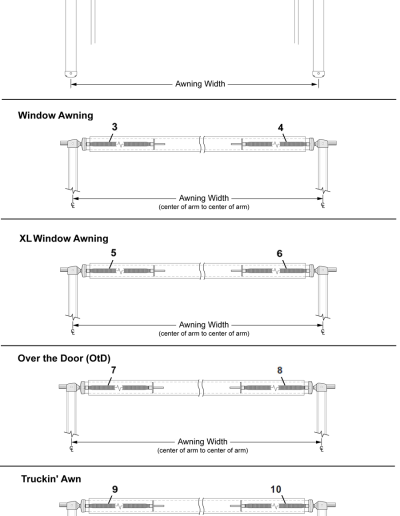 Awning Width
Window Awning
3 4
Awning Width
(center of arm to center of arm)
XL Window Awning
5 6
Awning Width
(center of arm to center of arm)
Over the Door (OtD)
7 8
Awning Width
(center of arm to center of arm)
Truckin' Awn
9 10